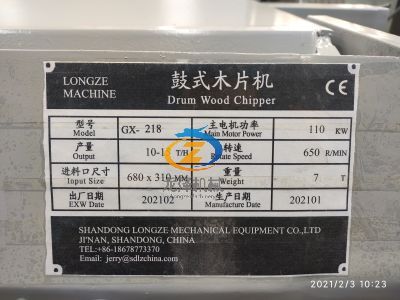 LONGZE
MACHINE
鼓式木片机
Drum Wood Chipper
CE
型号
Model
GX- 218
主电机功率
Main Motor Power
110 KW
产量
Output
T/H
转速
Rotate Speed
650 R/MIN
进料口尺寸
Input Size
680 x 310 MM
重量
Weight
7 T
出厂日期
EXW Date
202102
生产日期
Manufacture Date
202101
SHANDONG LONGZE MECHANICAL EQUIPMENT CO.,LTD
JI'NAN, SHANDONG, CHINA
TEL:+86-18678773370
Email: jerry@sdlzchina.com
2021/2/3 10:23